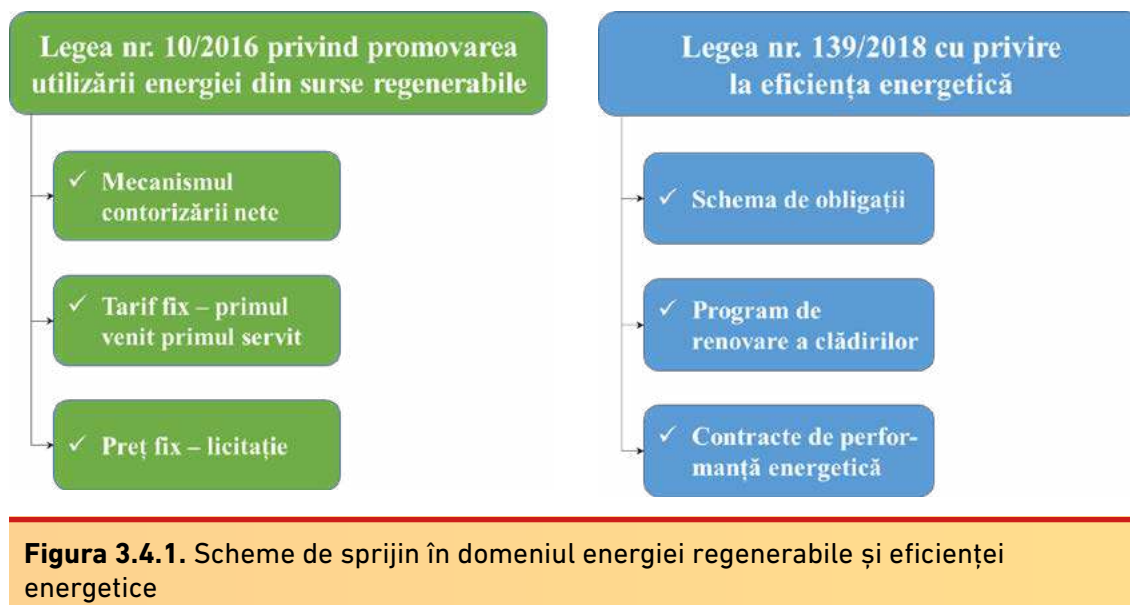 Legea nr. 10/2016 privind promovarea
utilizării energiei din surse regenerabile
✓ Mecanismul
contorizării nete
✓ Tarif fix – primul
venit primul servit
✓ Preț fix – licitație
Legea nr. 139/2018 cu privire
la eficiența energetică
✓ Schema de obligații
✓ Program de
renovare a clădirilor
✓ Contracte de perfor-
manță energetică
Figura 3.4.1. Scheme de sprijin în domeniul energiei regenerabile și eficienței
energetice